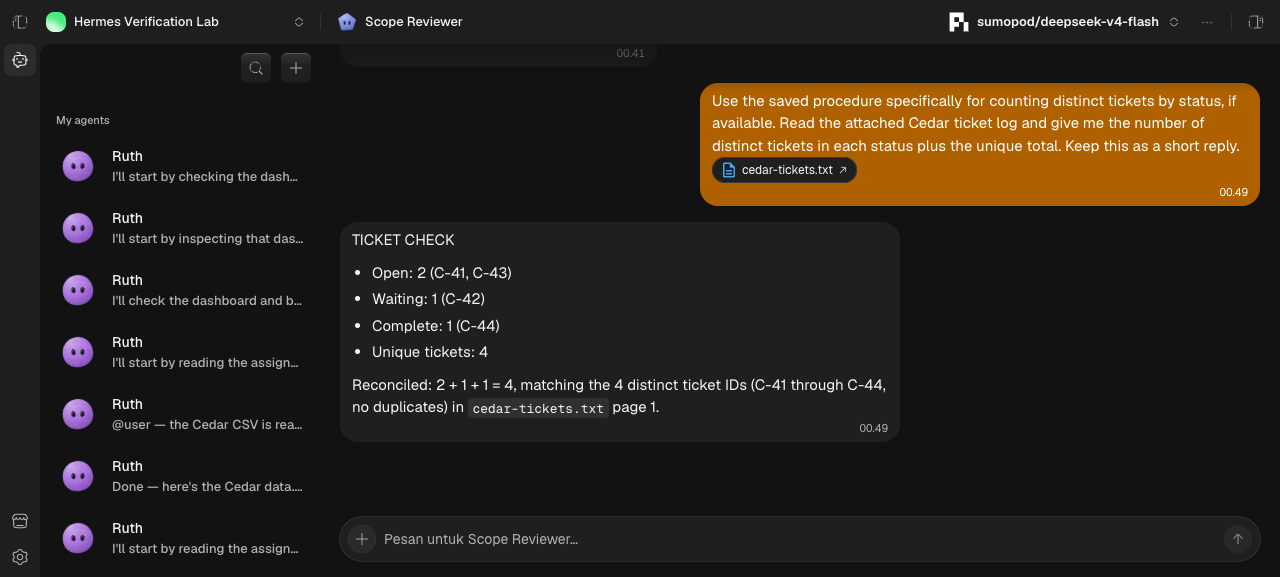 Hermes Verification Lab
Scope Reviewer
sumopod/deepseek-v4-flash
00.41
Use the saved procedure specifically for counting distinct tickets by status, if
available. Read the attached Cedar ticket log and give me the number of
distinct tickets in each status plus the unique total. Keep this as a short reply.
cedar-tickets.txt ↗
00.49
My agents
Ruth
I'll start by checking the dash...
Ruth
I'll start by inspecting that das...
Ruth
I'll check the dashboard and b...
Ruth
I'll start by reading the assign...
Ruth
@user — the Cedar CSV is rea...
Ruth
Done — here's the Cedar data....
Ruth
I'll start by reading the assign...
TICKET CHECK
• Open: 2 (C-41, C-43)
• Waiting: 1 (C-42)
• Complete: 1 (C-44)
• Unique tickets: 4
Reconciled: 2 + 1 + 1 = 4, matching the 4 distinct ticket IDs (C-41 through C-44,
no duplicates) in cedar-tickets.txt page 1.
00.49
Pesan untuk Scope Reviewer...